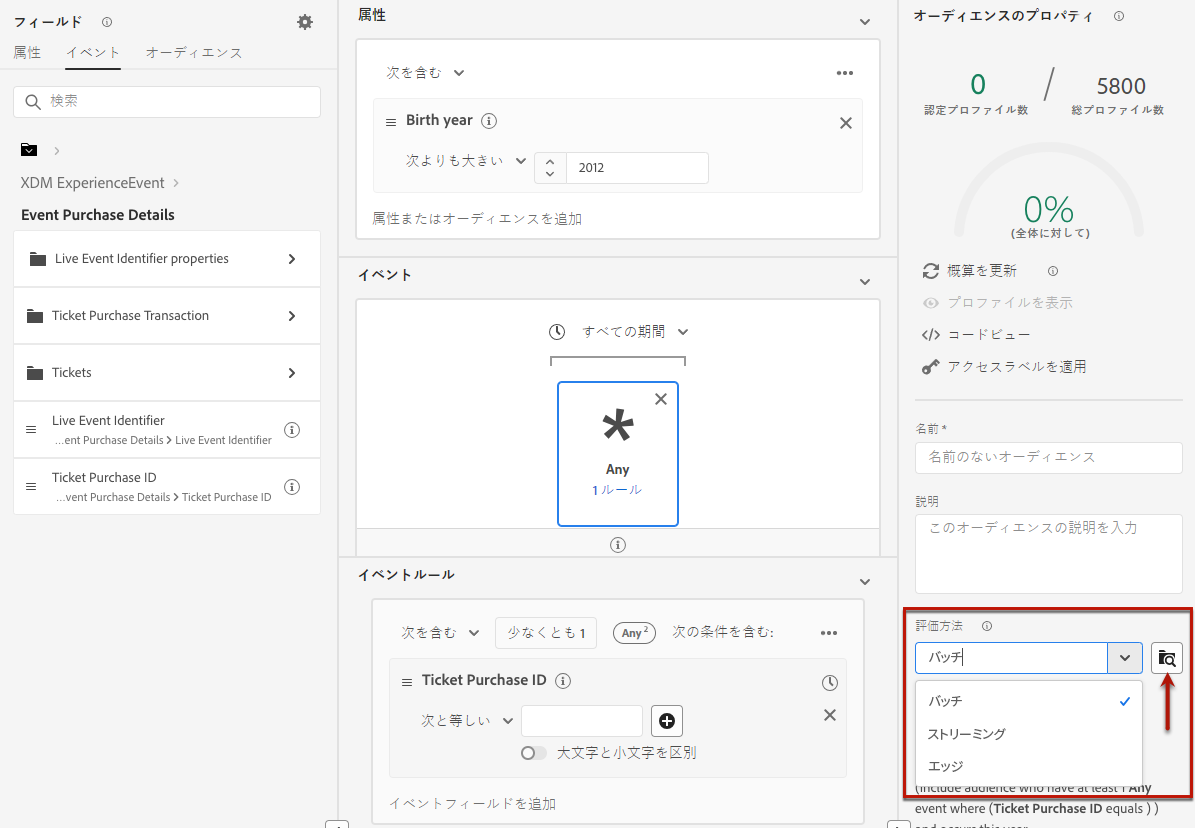 フィールド
属性 イベント オーディエンス
検索
XDM ExperienceEvent
Event Purchase Details
Live Event Identifier properties
Ticket Purchase Transaction
Tickets
Live Event Identifier
...ent Purchase Details > Live Event Identifier
Ticket Purchase ID
...vent Purchase Details > Ticket Purchase ID
属性
次を含む
Birth year
次よりも大きい 2012
属性またはオーディエンスを追加
イベント
すべての期間
Any
1 ルール
イベントルール
次を含む 少なくとも 1 Any 2 次の条件を含む:
Ticket Purchase ID
次と等しい
大文字と小文字を区別
イベントフィールドを追加
オーディエンスのプロパティ
0 / 5800
認定プロファイル数 総プロファイル数
0%
(全体に対して)
概算を更新
プロファイルを表示
</> コードビュー
アクセスラベルを適用
名前 *
名前のないオーディエンス
説明
このオーディエンスの説明を入力
評価方法
バッチ
バッチ
ストリーミング
エッジ
(include audience who have at least 1 Any
event where (Ticket Purchase ID equals ) )
and occurs this year